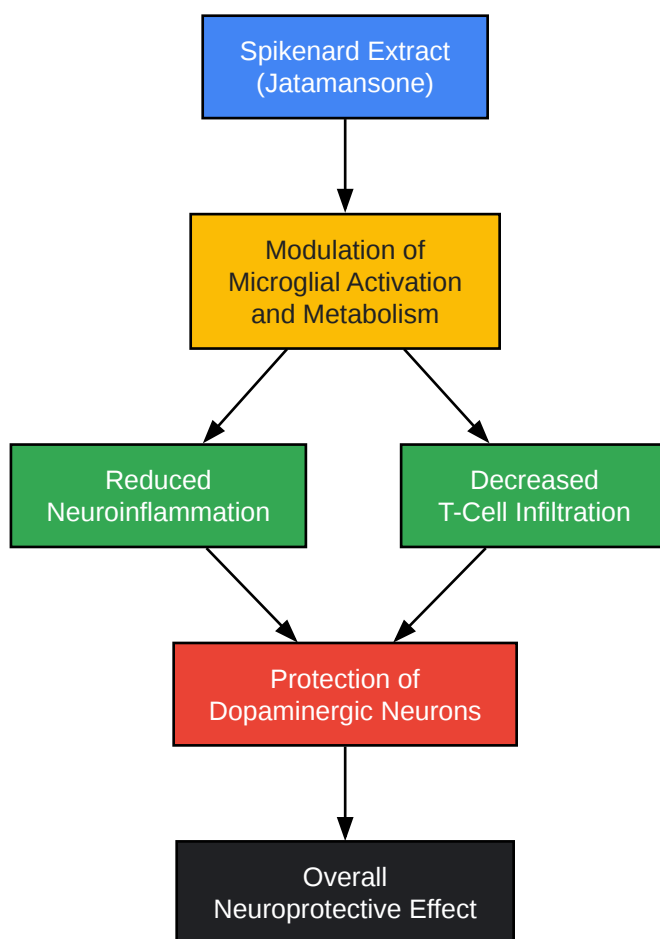 Spikenard Extract
(Jatamansone)
Modulation of
Microglial Activation
and Metabolism
Reduced
Neuroinflammation
Decreased
T-Cell Infiltration
Protection of
Dopaminergic Neurons
Overall
Neuroprotective Effect